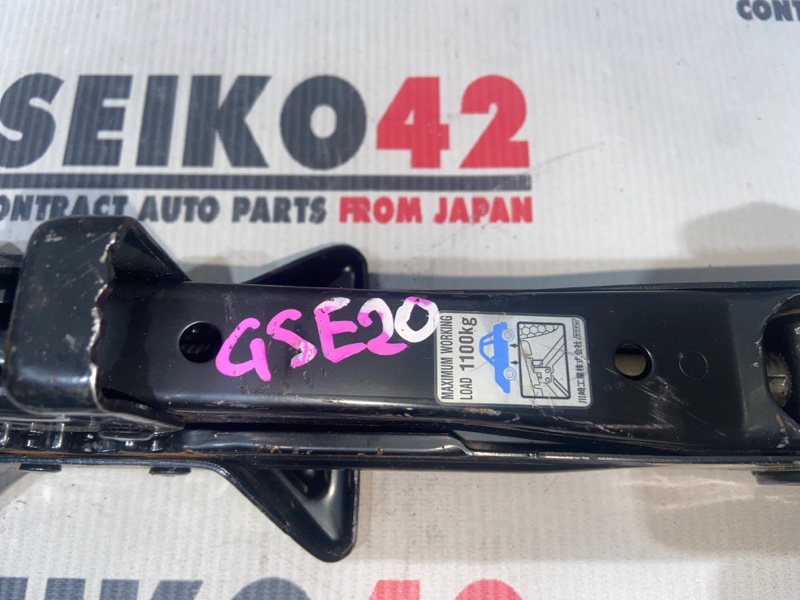 CONT
SEIKO42
CONTRACT AUTO PARTS FROM JAPAN
GSE20
MAXIMUM WORKING
LOAD 1100kg
川崎工業株式会社
SEIKO42